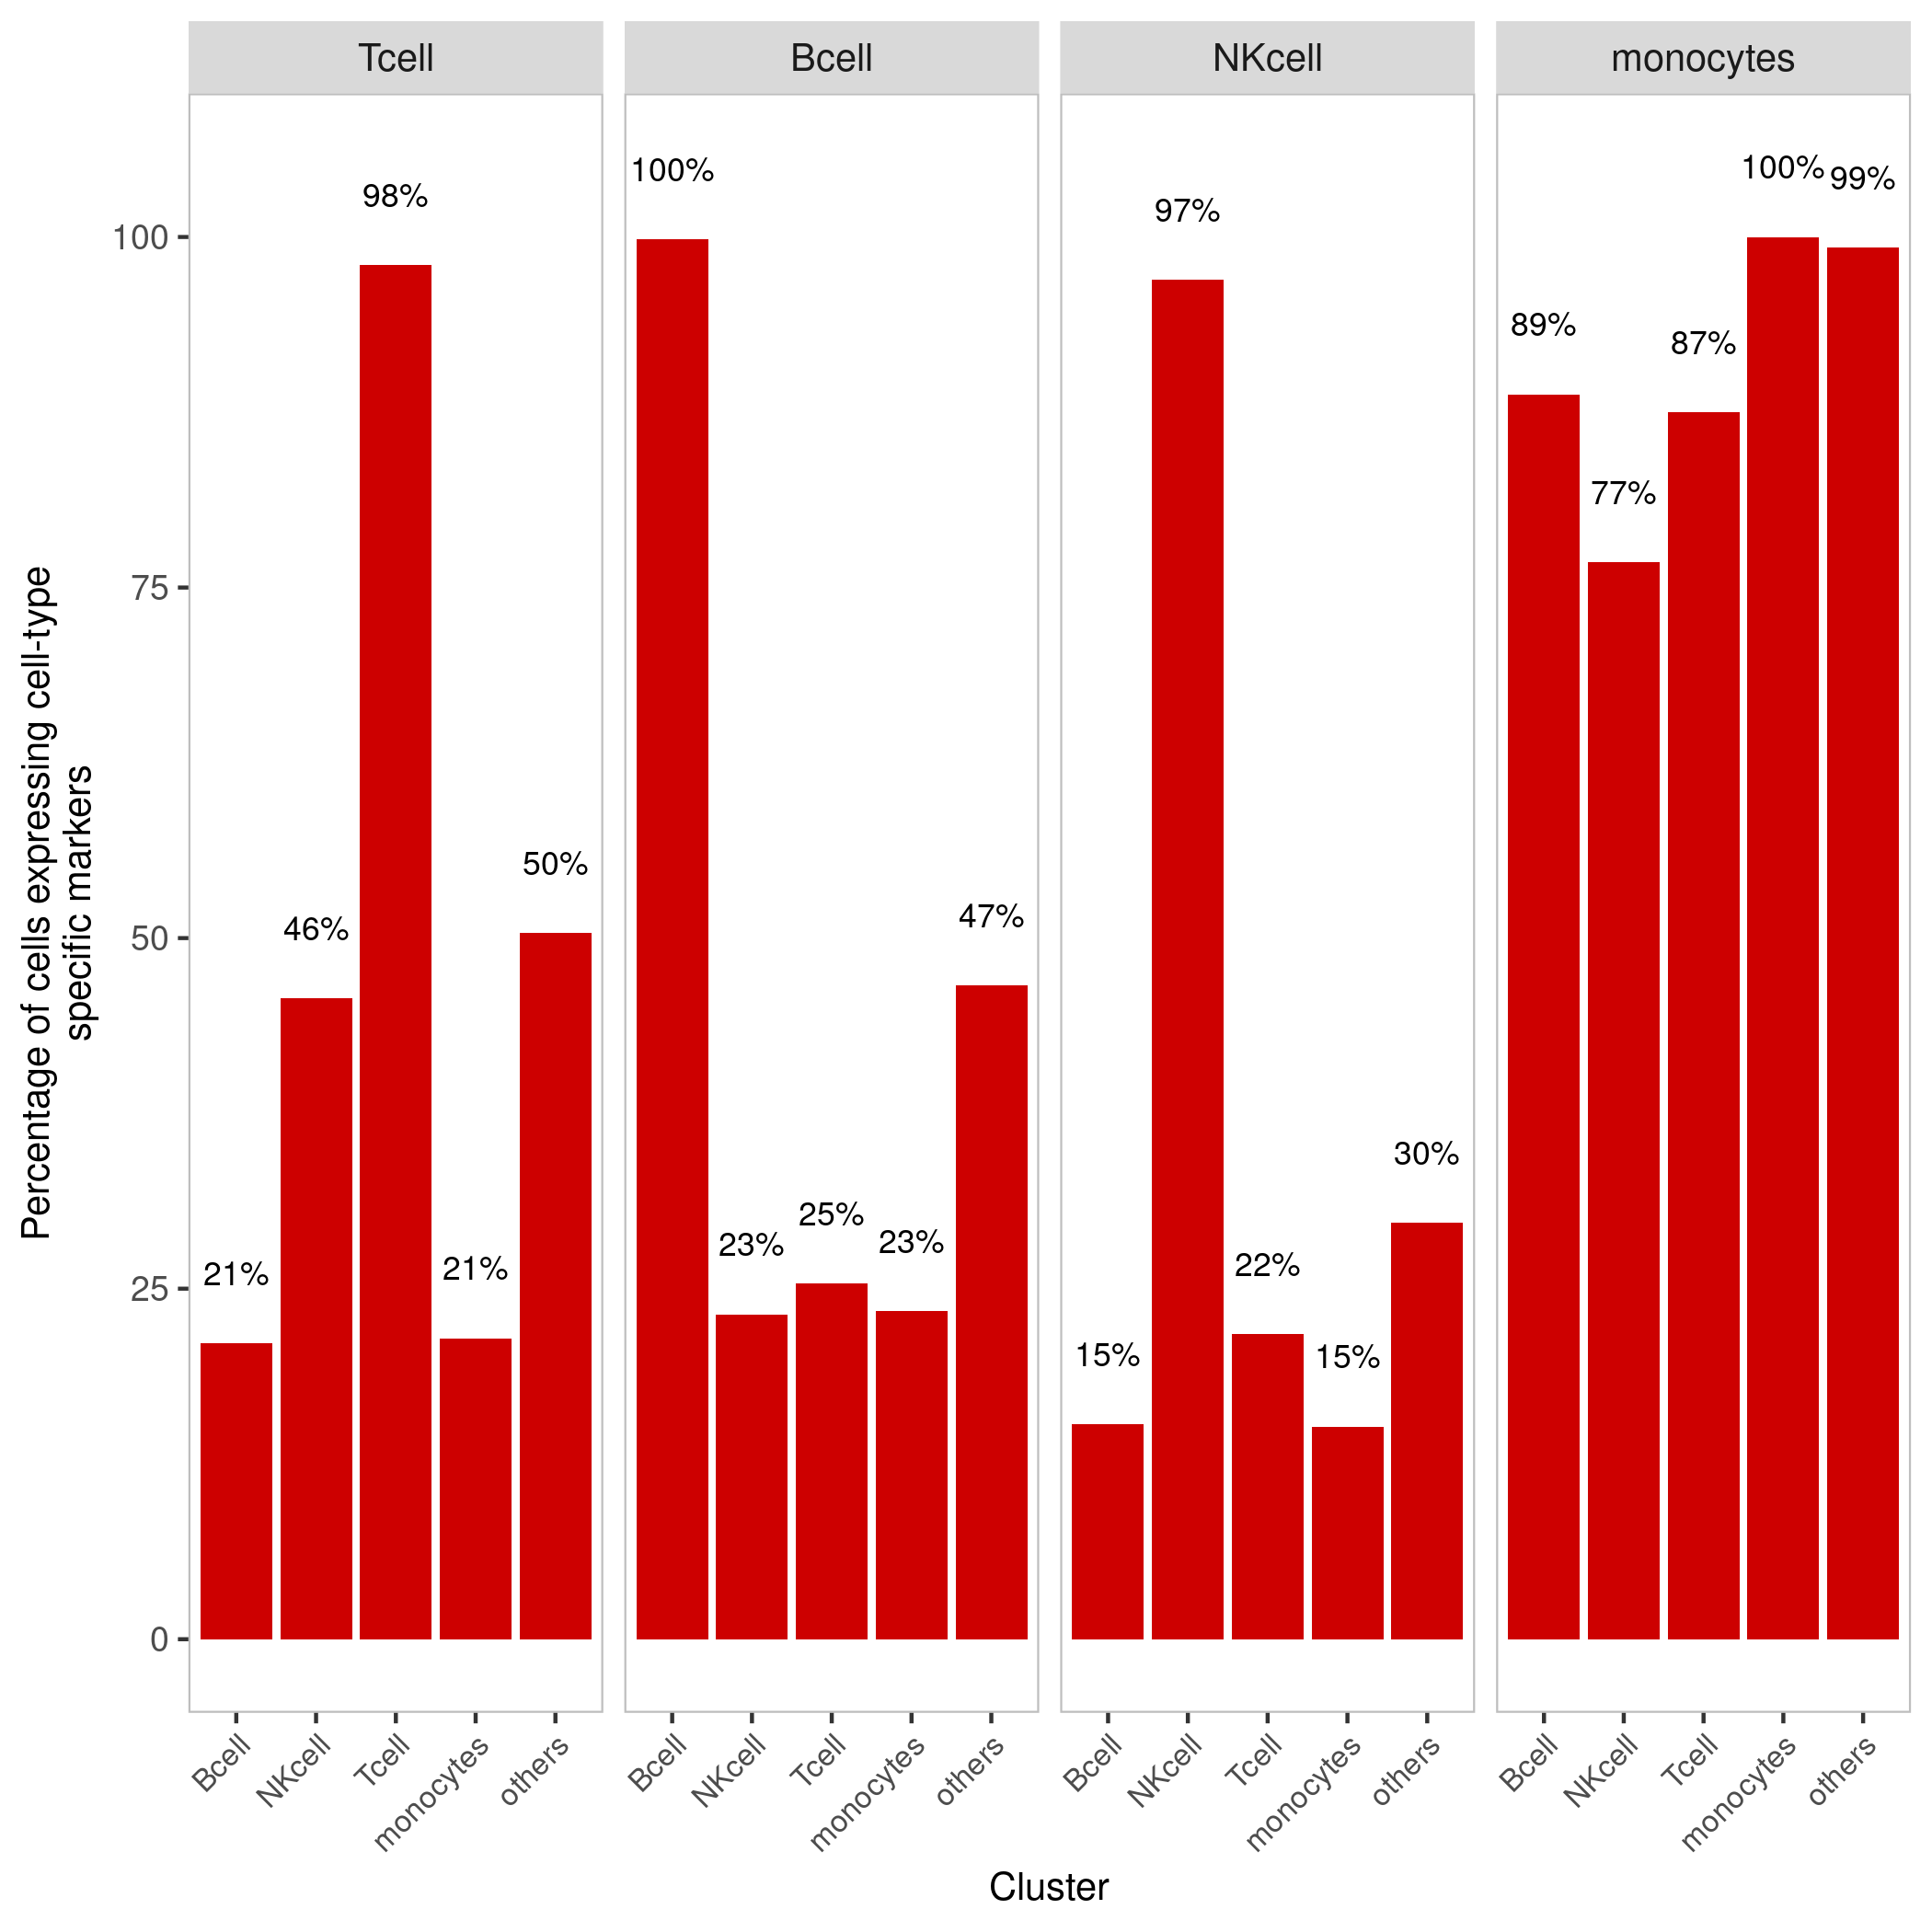 Tcell
Bcell
NKcell
monocytes
Percentage of cells expressing cell-type
specific markers
100
75
50
25
0
21%
46%
98%
21%
50%
100%
23%
25%
23%
47%
15%
97%
22%
15%
30%
89%
77%
87%
100%
99%
Bcell
NKcell
Tcell
monocytes
others
Bcell
NKcell
Tcell
monocytes
others
Bcell
NKcell
Tcell
monocytes
others
Bcell
NKcell
Tcell
monocytes
others
Cluster